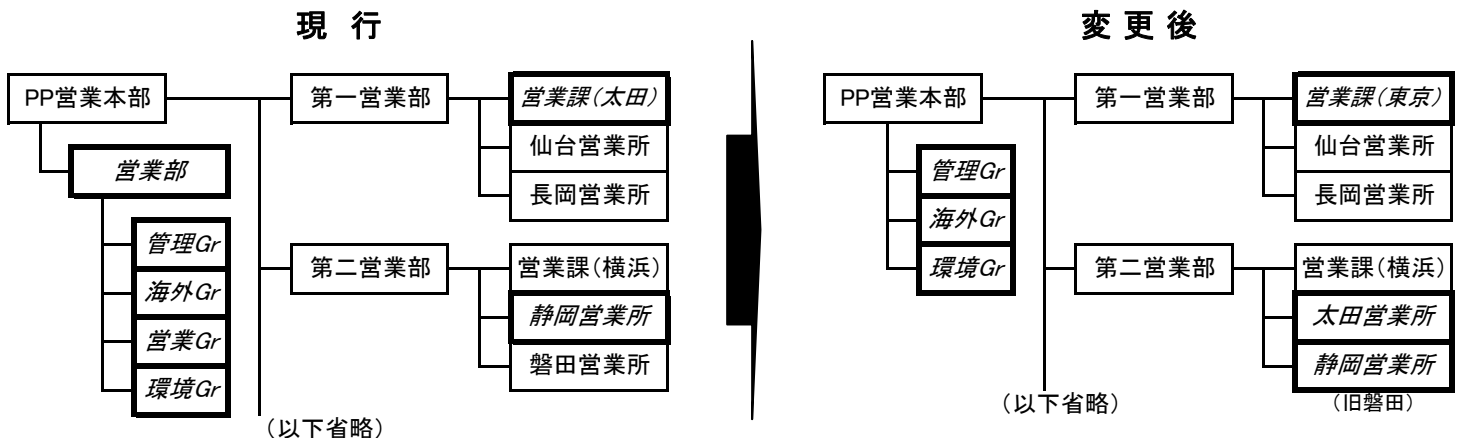 現 行
PP営業本部
営業部
管理Gr
海外Gr
営業Gr
環境Gr
第一営業部
営業課(太田)
仙台営業所
長岡営業所
第二営業部
営業課(横浜)
静岡営業所
磐田営業所
(以下省略)
変 更 後
PP営業本部
管理Gr
海外Gr
環境Gr
第一営業部
営業課(東京)
仙台営業所
長岡営業所
第二営業部
営業課(横浜)
太田営業所
静岡営業所
(旧磐田)
(以下省略)